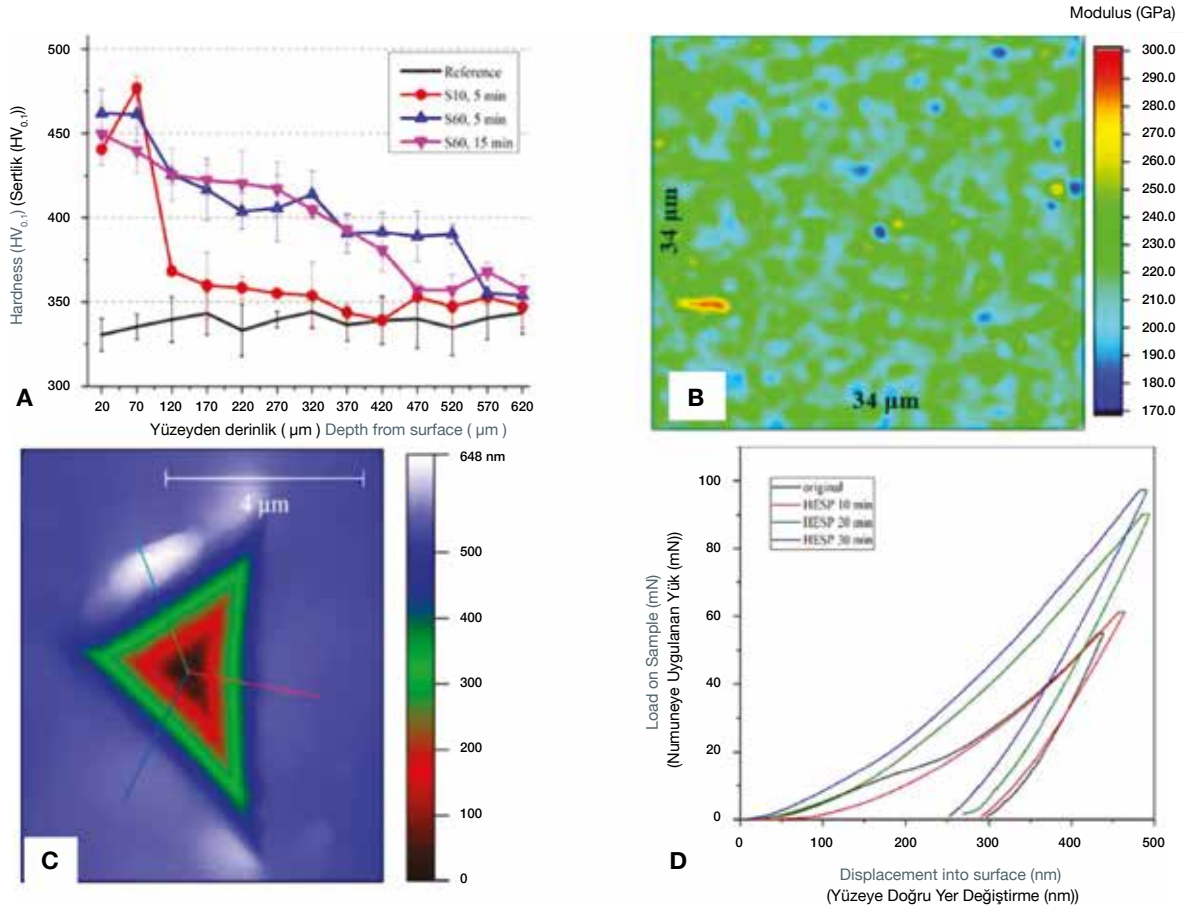 500
450
400
350
300
Hardness (HV0,1) (Sertlik (HV0,1))
Reference
S10, 5 min
S60, 5 min
S60, 15 min
20 70 120 170 220 270 320 370 420 470 520 570 620
Yüzeyden derinlik ( µm ) Depth from surface ( µm )
A
Modulus (GPa)
300.0
290.0
280.0
270.0
260.0
250.0
240.0
230.0
220.0
210.0
200.0
190.0
180.0
170.0
34 µm
34 µm
B
4 µm
648 nm
500
400
300
200
100
0
C
original
HESP 10 min
HESP 20 min
HESP 30 min
100
80
60
40
20
0
Load on Sample (mN)
(Numuneye Uygulanan Yük (mN))
0 100 200 300 400 500
D
Displacement into surface (nm)
(Yüzeye Doğru Yer Değiştirme (nm))